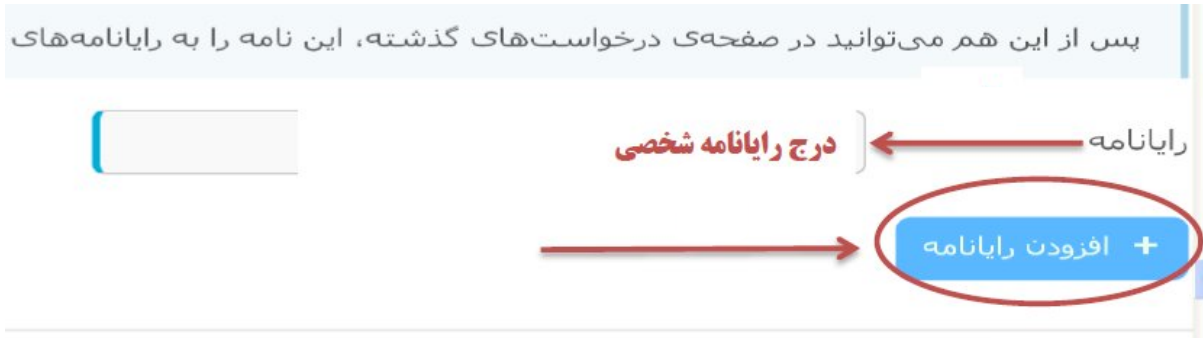 پس از این هم می‌توانید در صفحه‌ی درخواست‌های گذشته، این نامه را به رایانامه‌های
رایانامه درج رایانامه شخصی
+ افزودن رایانامه